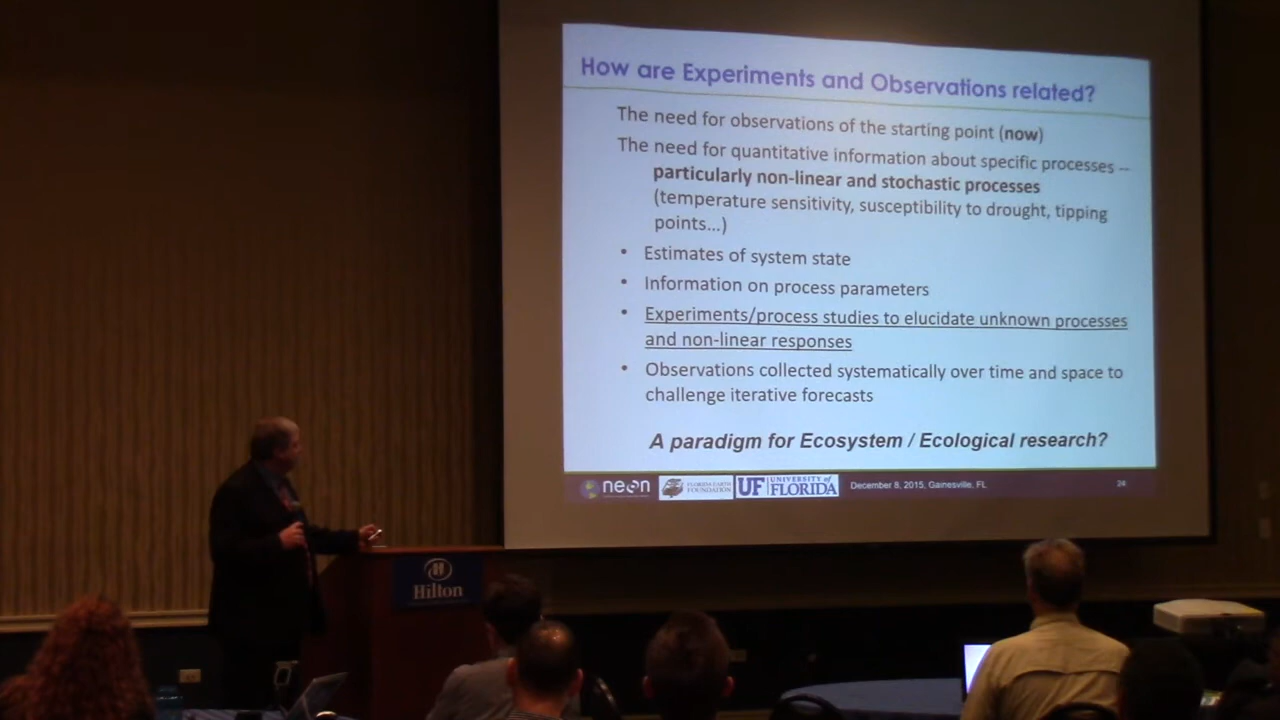 How are Experiments and Observations related?
The need for observations of the starting point (now)
The need for quantitative information about specific processes –
particularly non-linear and stochastic processes
(temperature sensitivity, susceptibility to drought, tipping
points...)
• Estimates of system state
• Information on process parameters
• Experiments/process studies to elucidate unknown processes
and non-linear responses
• Observations collected systematically over time and space to
challenge iterative forecasts
A paradigm for Ecosystem / Ecological research?
neon
FLORIDA EARTH
FOUNDATION
UF UNIVERSITY of
FLORIDA
December 8, 2015, Gainesville, FL
24
H
Hilton